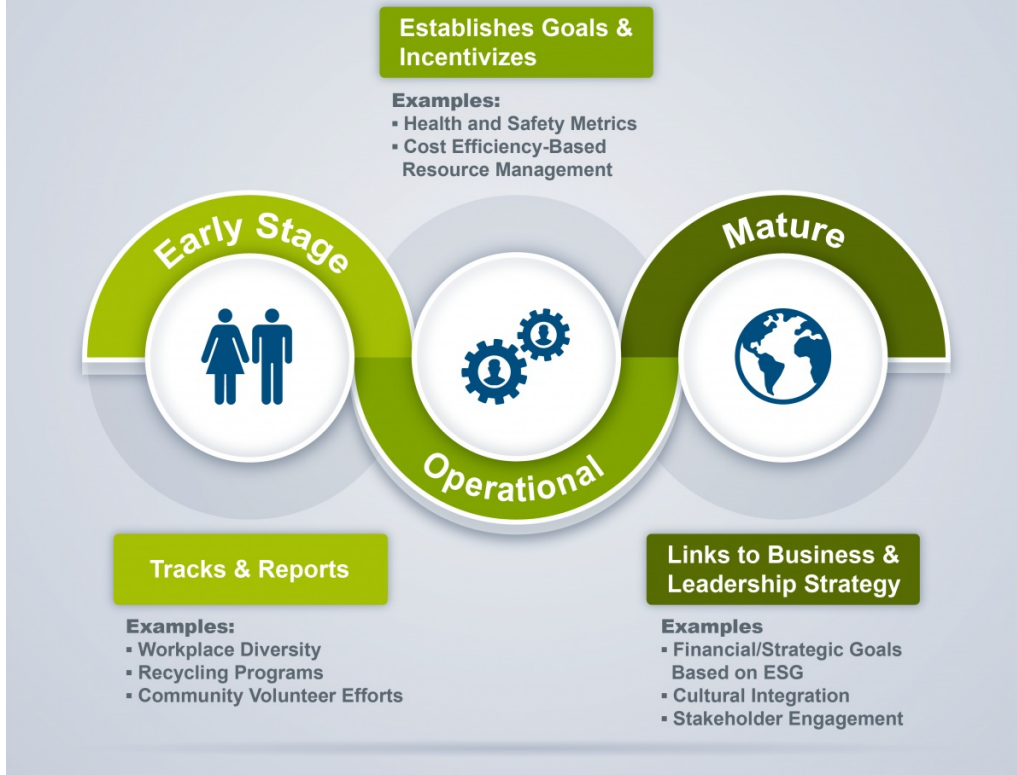 Establishes Goals &
Incentivizes
Examples:
▪ Health and Safety Metrics
▪ Cost Efficiency-Based
Resource Management
Early Stage
Mature
Operational
Tracks & Reports
Examples:
▪ Workplace Diversity
▪ Recycling Programs
▪ Community Volunteer Efforts
Links to Business &
Leadership Strategy
Examples
▪ Financial/Strategic Goals
Based on ESG
▪ Cultural Integration
▪ Stakeholder Engagement